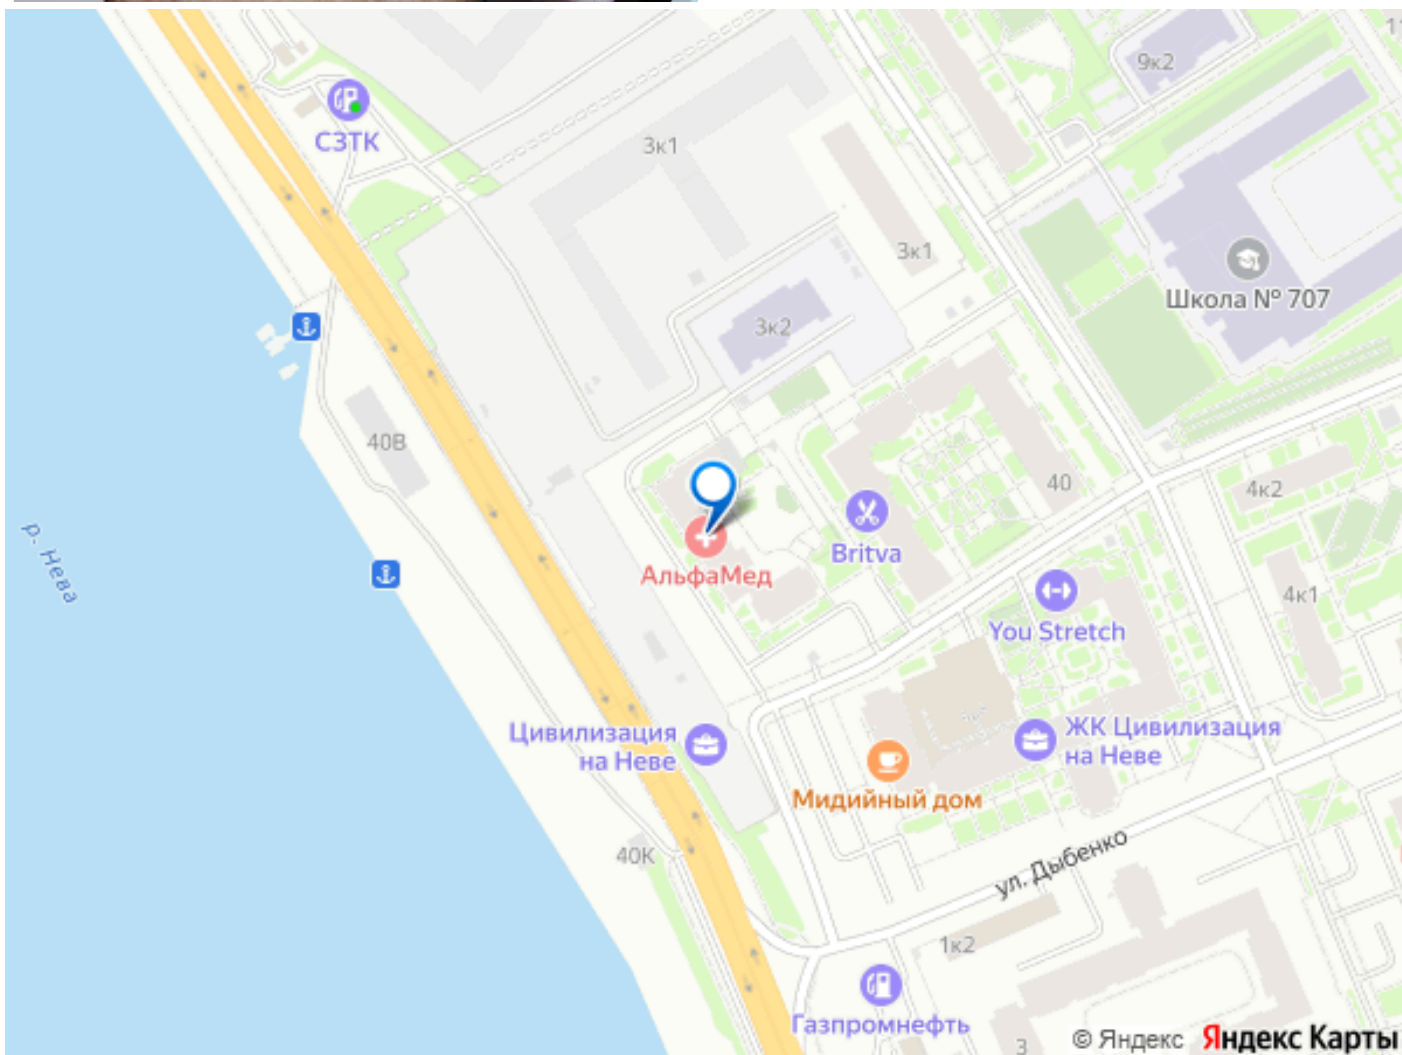 11
9к2
СЗТК
3к1
3к1
Школа № 707
3к2
40В
40
4к2
р. Нева
АльфаМед
Britva
4к1
You Stretch
Цивилизация
на Неве
ЖК Цивилизация
на Неве
Мидийный дом
40К
ул. Дыбенко
1к2
Газпромнефть
3
© Яндекс Яндекс Карты